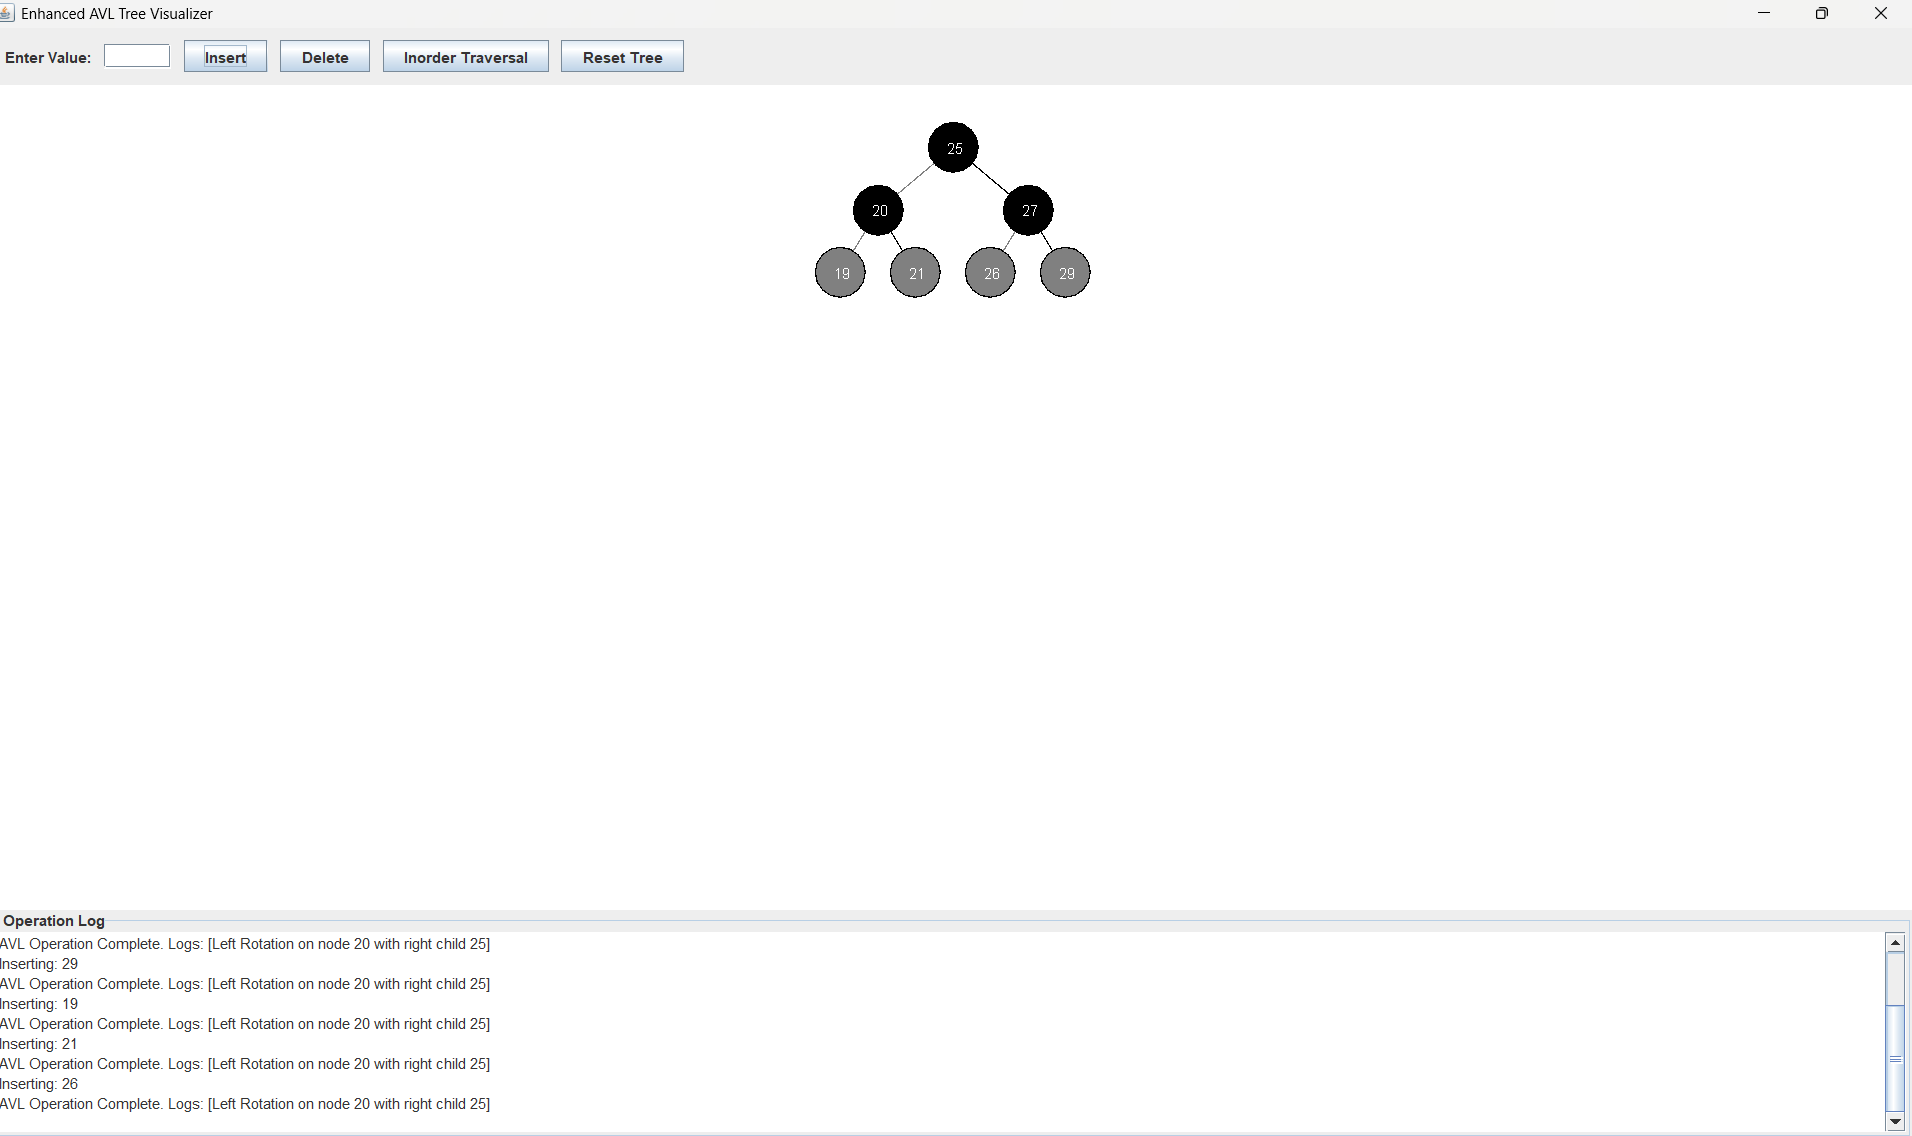 Enhanced AVL Tree Visualizer
Enter Value: Insert Delete Inorder Traversal Reset Tree
25
20 27
19 21 26 29
Operation Log
AVL Operation Complete. Logs: [Left Rotation on node 20 with right child 25]
Inserting: 29
AVL Operation Complete. Logs: [Left Rotation on node 20 with right child 25]
Inserting: 19
AVL Operation Complete. Logs: [Left Rotation on node 20 with right child 25]
Inserting: 21
AVL Operation Complete. Logs: [Left Rotation on node 20 with right child 25]
Inserting: 26
AVL Operation Complete. Logs: [Left Rotation on node 20 with right child 25]